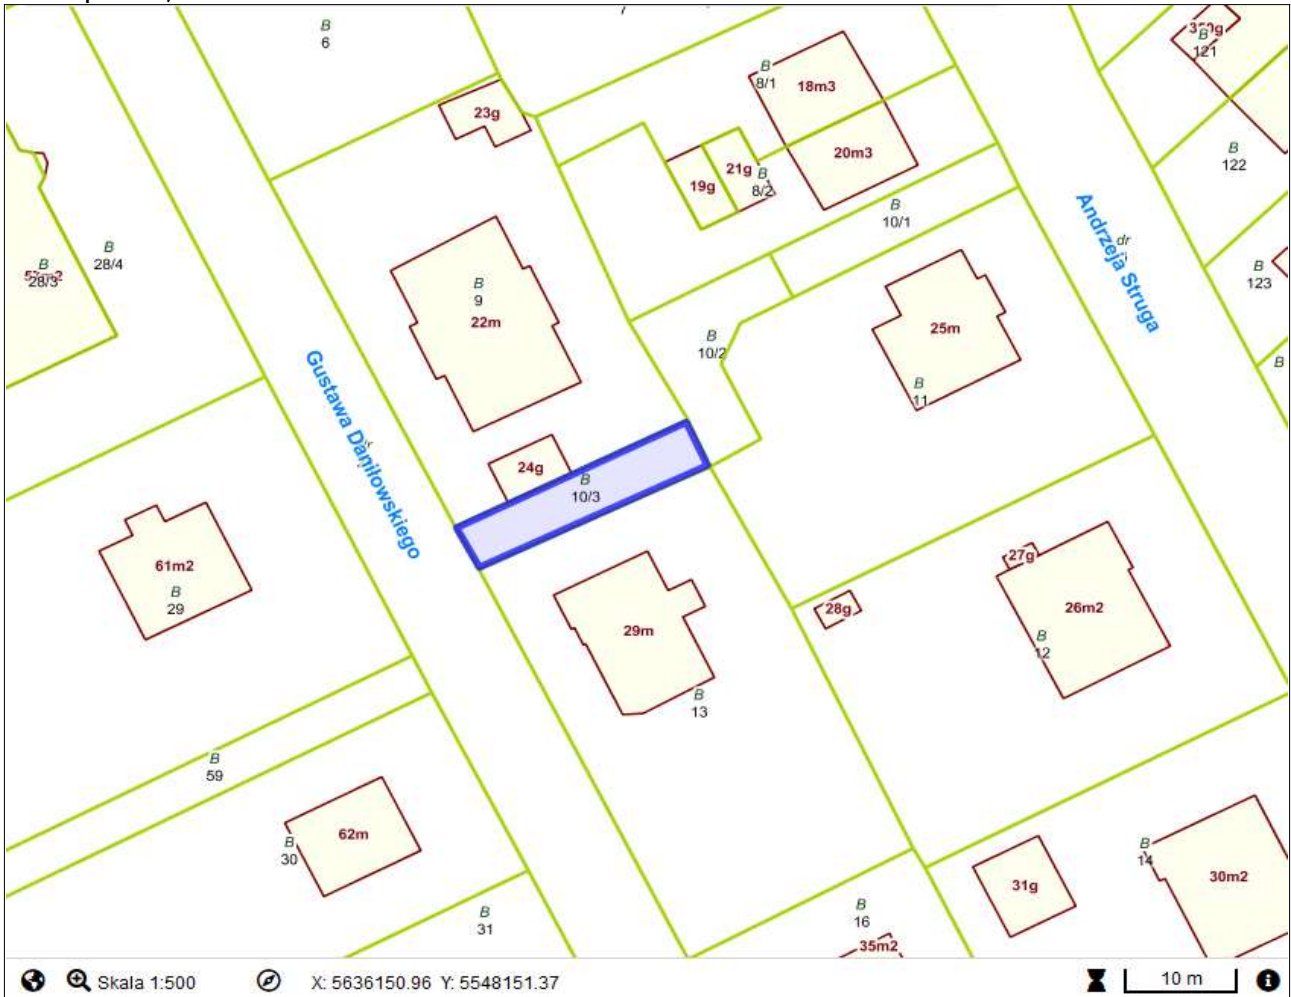 B
6
B
8/1
18m3
B
121
23g
20m3
B
122
21g
19g
B
8/2
B
10/1
dr
Andrzeja Struga
B
28/4
B
28/3
B
123
B
9
22m
25m
B
10/2
B
B
11
Gustawa Daniłowskiego
24g
B
10/3
61m2
B
29
27g
28g
26m2
B
12
29m
B
13
B
59
62m
B
30
B
14
30m2
31g
B
16
B
31
35m2
Skala 1:500
X: 5636150.96 Y: 5548151.37
10 m